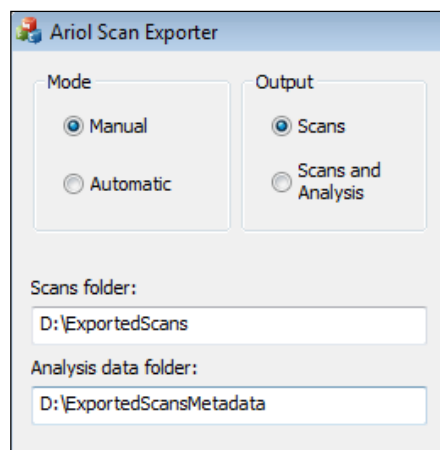 Ariol Scan Exporter
Mode
Manual
Automatic
Output
Scans
Scans and
Analysis
Scans folder:
D:\ExportedScans
Analysis data folder:
D:\ExportedScansMetadata